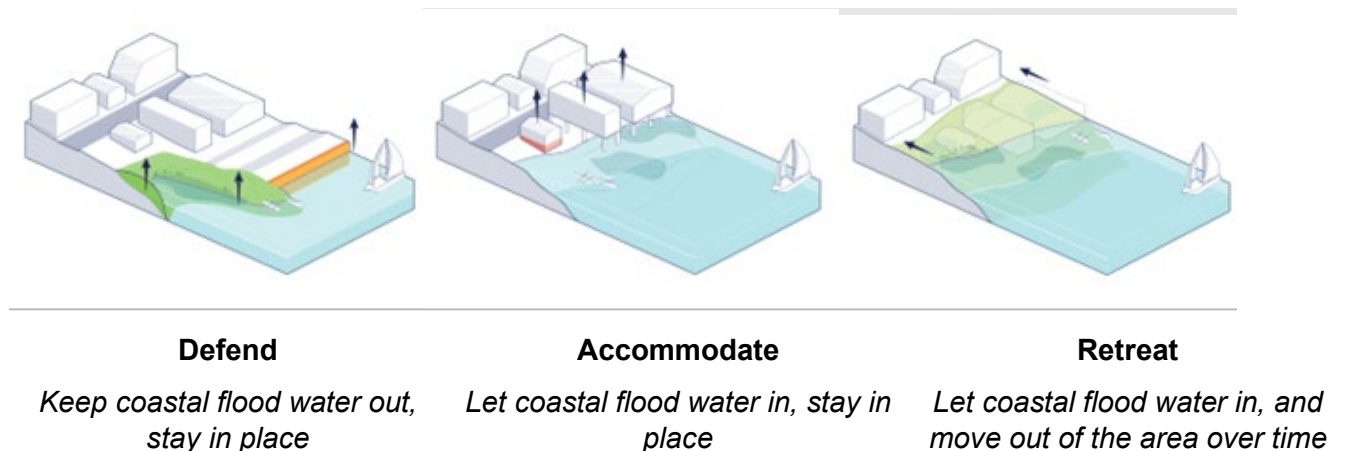 Defend
Keep coastal flood water out,
stay in place
Accommodate
Let coastal flood water in, stay in
place
Retreat
Let coastal flood water in, and
move out of the area over time